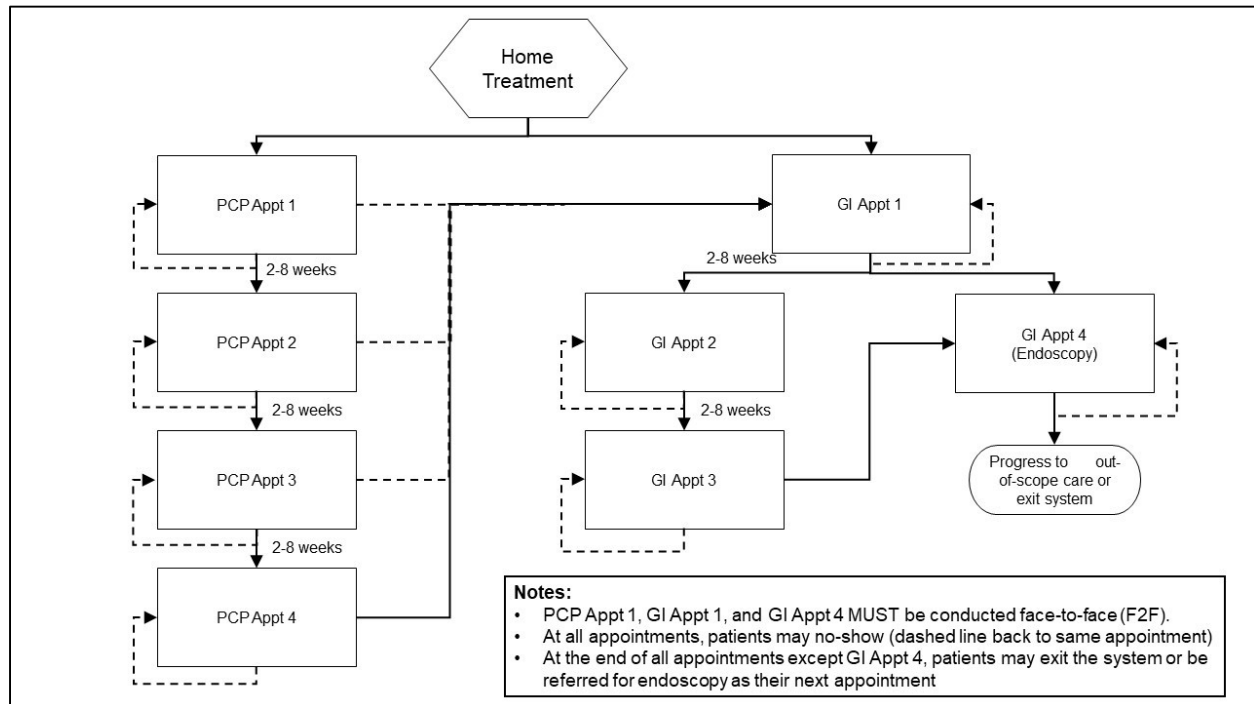 Home
Treatment
PCP Appt 1
GI Appt 1
2-8 weeks
2-8 weeks
PCP Appt 2
GI Appt 2
GI Appt 4
(Endoscopy)
2-8 weeks
2-8 weeks
PCP Appt 3
GI Appt 3
Progress to out-
of-scope care or
exit system
2-8 weeks
PCP Appt 4
Notes:
• PCP Appt 1, GI Appt 1, and GI Appt 4 MUST be conducted face-to-face (F2F).
• At all appointments, patients may no-show (dashed line back to same appointment)
• At the end of all appointments except GI Appt 4, patients may exit the system or be
referred for endoscopy as their next appointment